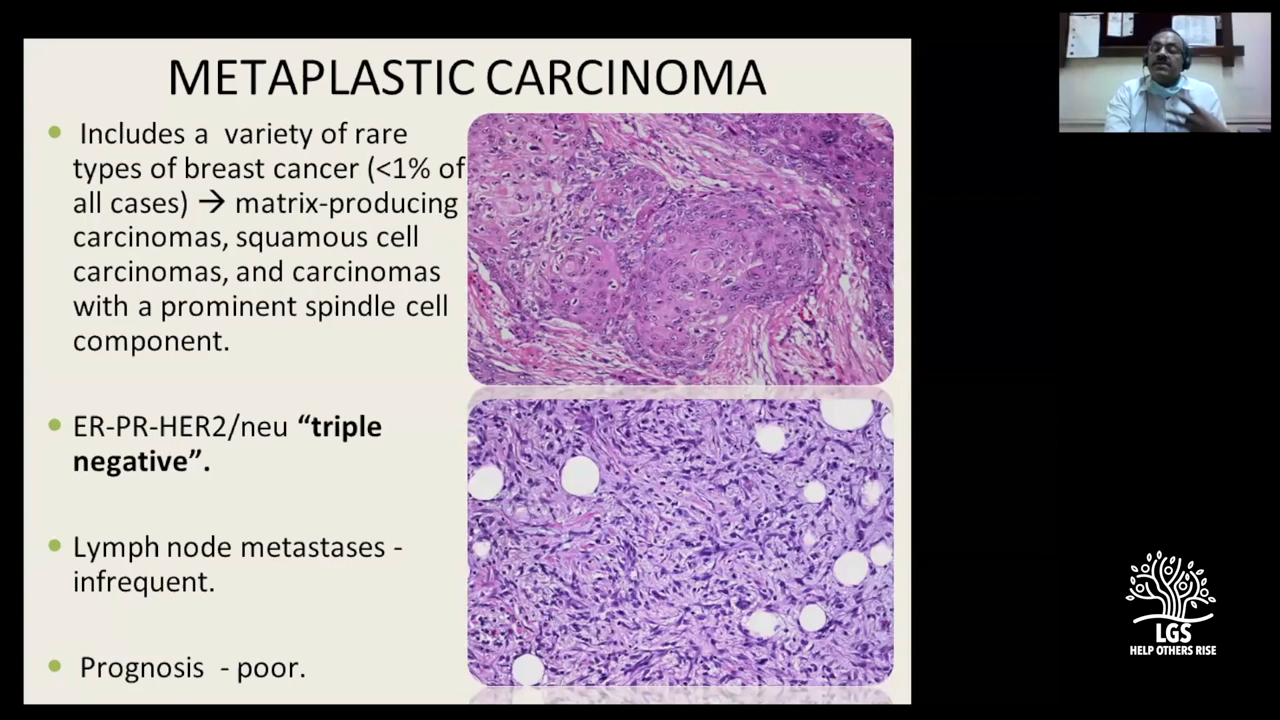 METAPLASTIC CARCINOMA
• Includes a variety of rare
types of breast cancer (<1% of
all cases) → matrix-producing
carcinomas, squamous cell
carcinomas, and carcinomas
with a prominent spindle cell
component.
• ER-PR-HER2/neu “triple
negative”.
• Lymph node metastases -
infrequent.
• Prognosis - poor.
LGS
HELP OTHERS RISE